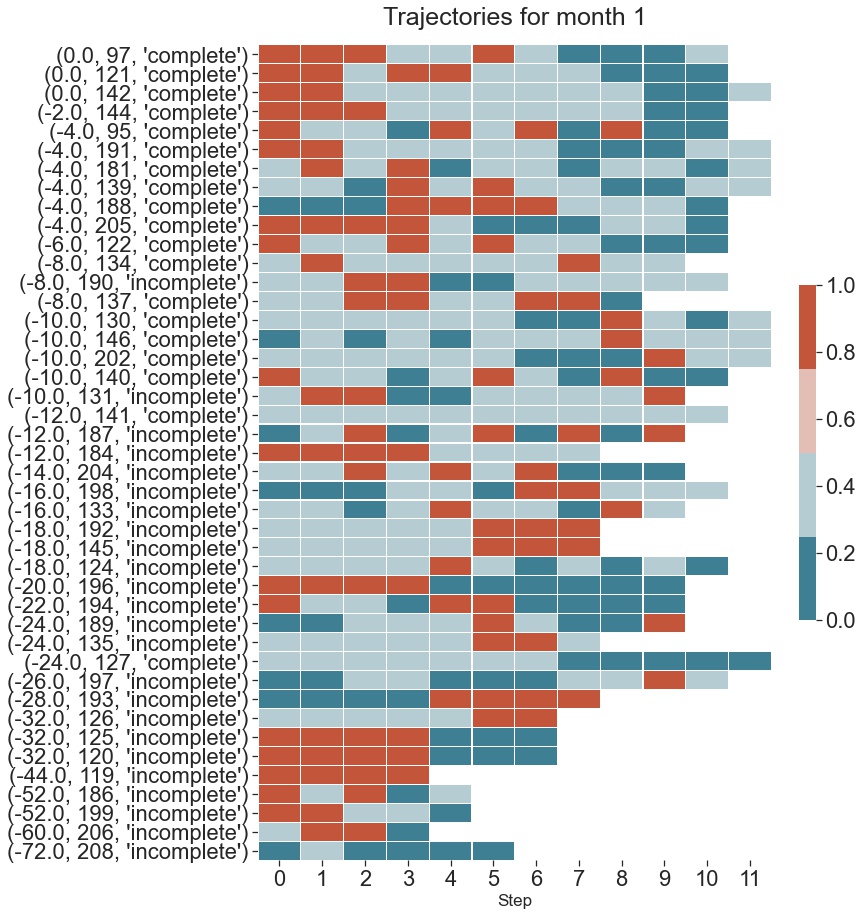 Trajectories for month 1
(0.0, 97, 'complete')
(0.0, 121, 'complete')
(0.0, 142, 'complete')
(-2.0, 144, 'complete')
(-4.0, 95, 'complete')
(-4.0, 191, 'complete')
(-4.0, 181, 'complete')
(-4.0, 139, 'complete')
(-4.0, 188, 'complete')
(-4.0, 205, 'complete')
(-6.0, 122, 'complete')
(-8.0, 134, 'complete')
(-8.0, 190, 'incomplete')
(-8.0, 137, 'complete')
(-10.0, 130, 'complete')
(-10.0, 146, 'complete')
(-10.0, 202, 'complete')
(-10.0, 140, 'complete')
(-10.0, 131, 'incomplete')
(-12.0, 141, 'complete')
(-12.0, 187, 'incomplete')
(-12.0, 184, 'incomplete')
(-14.0, 204, 'incomplete')
(-16.0, 198, 'incomplete')
(-16.0, 133, 'incomplete')
(-18.0, 192, 'incomplete')
(-18.0, 145, 'incomplete')
(-18.0, 124, 'incomplete')
(-20.0, 196, 'incomplete')
(-22.0, 194, 'incomplete')
(-24.0, 189, 'incomplete')
(-24.0, 135, 'incomplete')
(-24.0, 127, 'complete')
(-26.0, 197, 'incomplete')
(-28.0, 193, 'incomplete')
(-32.0, 126, 'incomplete')
(-32.0, 125, 'incomplete')
(-32.0, 120, 'incomplete')
(-44.0, 119, 'incomplete')
(-52.0, 186, 'incomplete')
(-52.0, 199, 'incomplete')
(-60.0, 206, 'incomplete')
(-72.0, 208, 'incomplete')
0 1 2 3 4 5 6 7 8 9 10 11
Step
1.0
0.8
0.6
0.4
0.2
0.0